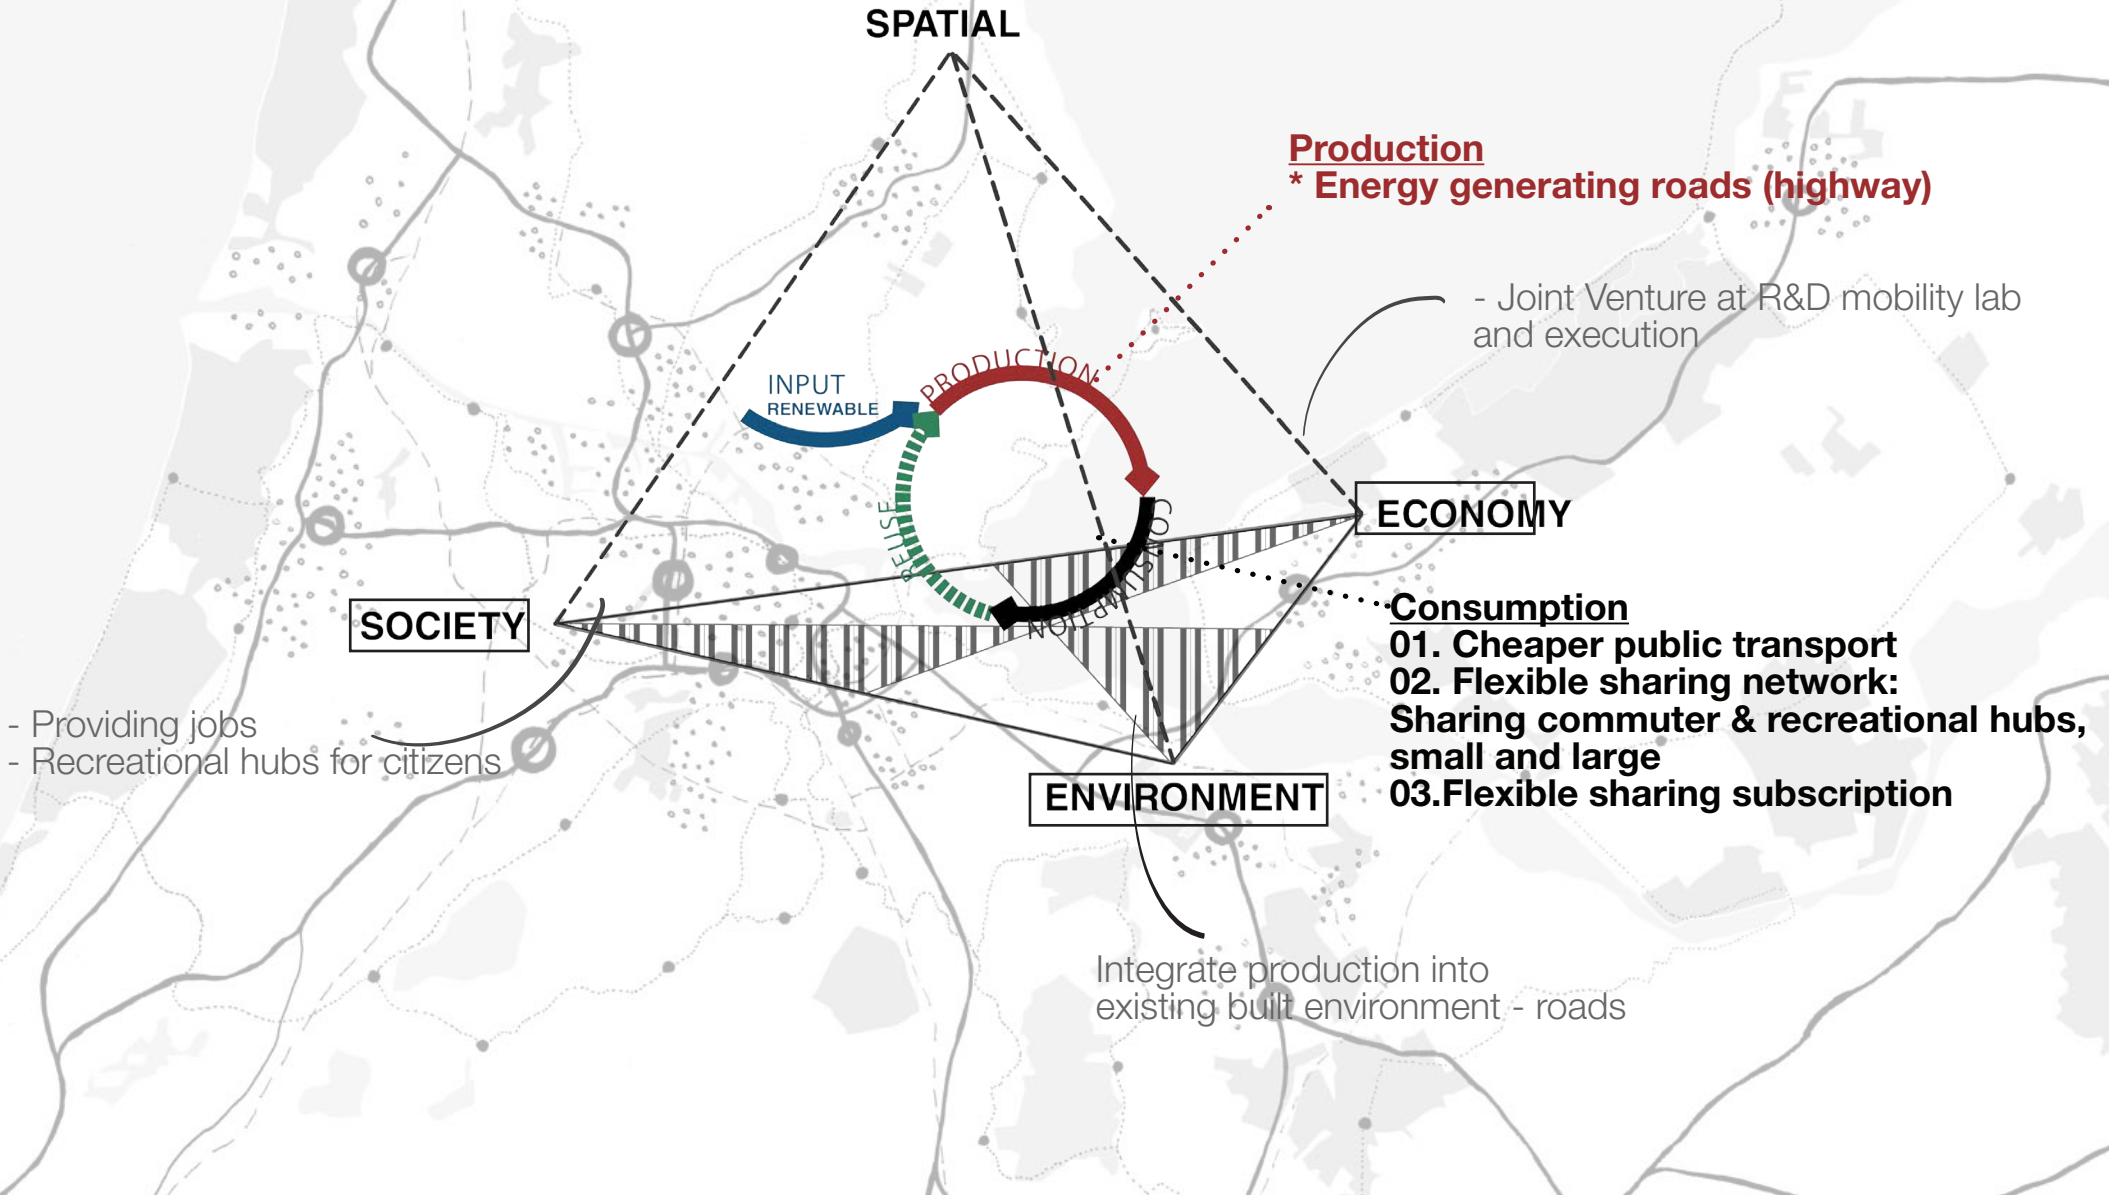 SPATIAL
Production
* Energy generating roads (highway)
- Joint Venture at R&D mobility lab
and execution
PRODUCTION
INPUT
RENEWABLE
REUSE
CONSUMPTION
ECONOMY
SOCIETY
Consumption
01. Cheaper public transport
02. Flexible sharing network:
Sharing commuter & recreational hubs,
small and large
03.Flexible sharing subscription
- Providing jobs
- Recreational hubs for citizens
ENVIRONMENT
Integrate production into
existing built environment - roads